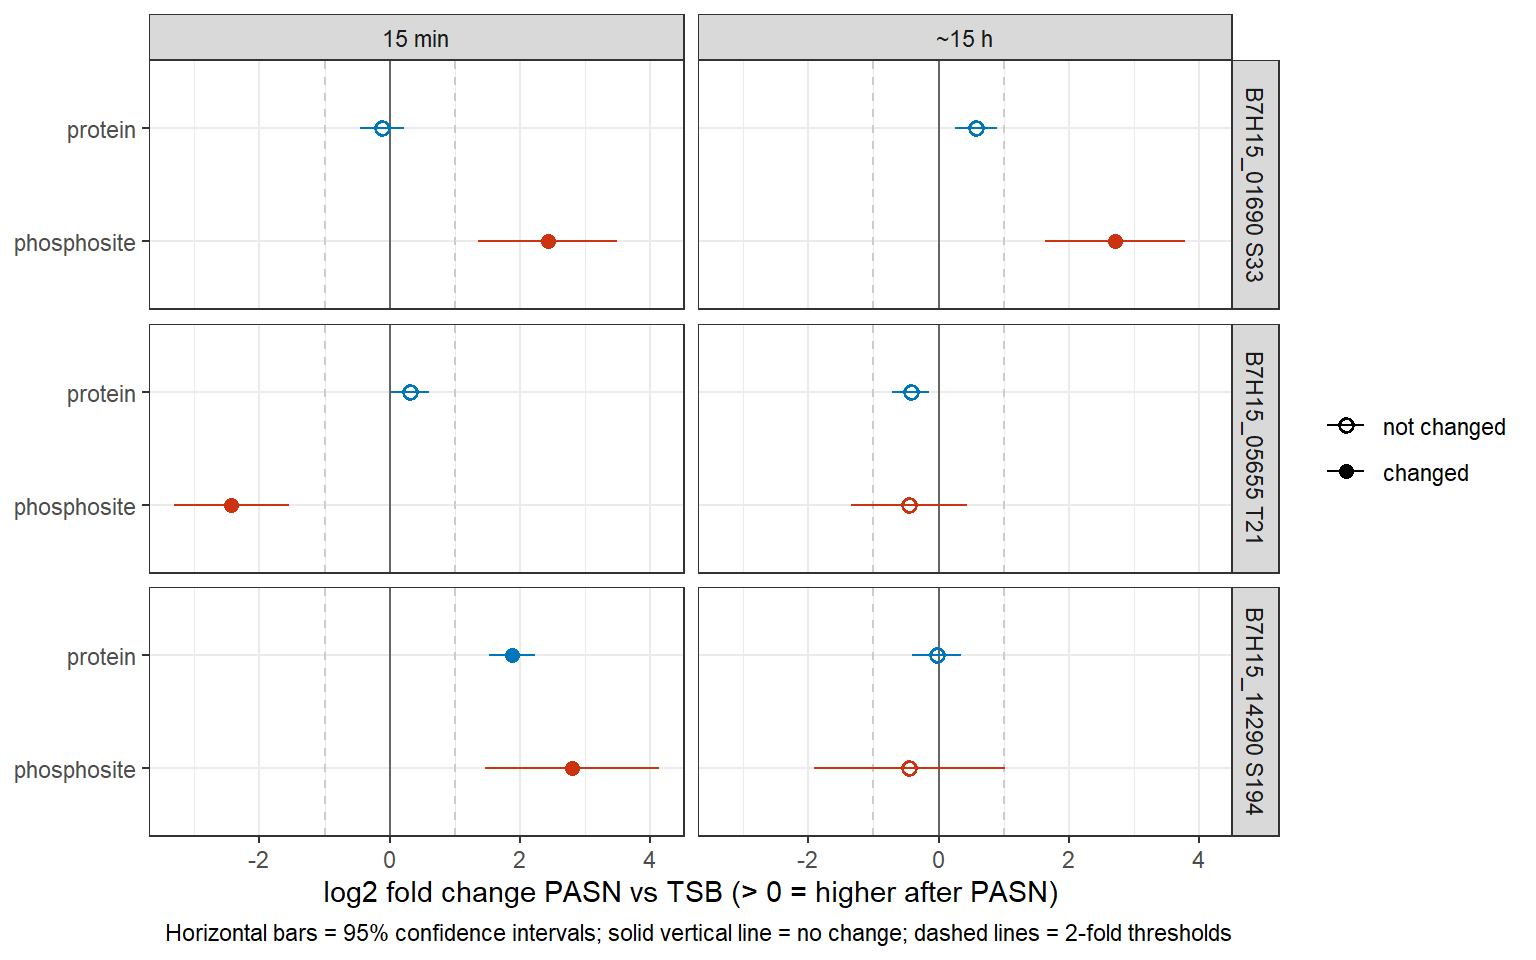 15 min
~15 h
protein
phosphosite
B7H15_01690 S33
protein
phosphosite
B7H15_05655 T21
protein
phosphosite
B7H15_14290 S194
-2 0 2 4
-2 0 2 4
log2 fold change PASN vs TSB (> 0 = higher after PASN)
Horizontal bars = 95% confidence intervals; solid vertical line = no change; dashed lines = 2-fold thresholds
not changed
changed